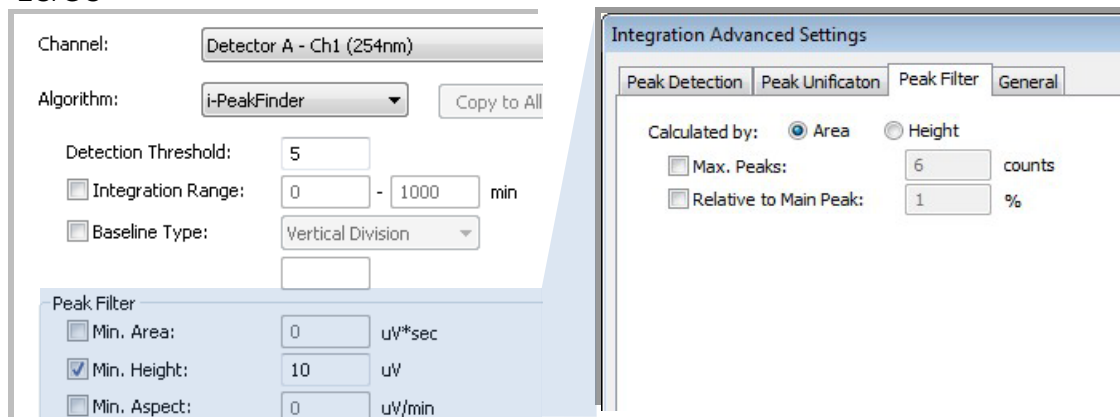 Channel: Detector A - Ch1 (254nm)
Algorithm: i-PeakFinder Copy to All
Detection Threshold: 5
Integration Range: 0 - 1000 min
Baseline Type: Vertical Division
Peak Filter
Min. Area: 0 uV*sec
Min. Height: 10 uV
Min. Aspect: 0 uV/min
Integration Advanced Settings
Peak Detection Peak Unificaton Peak Filter General
Calculated by: Area Height
Max. Peaks: 6 counts
Relative to Main Peak: 1 %